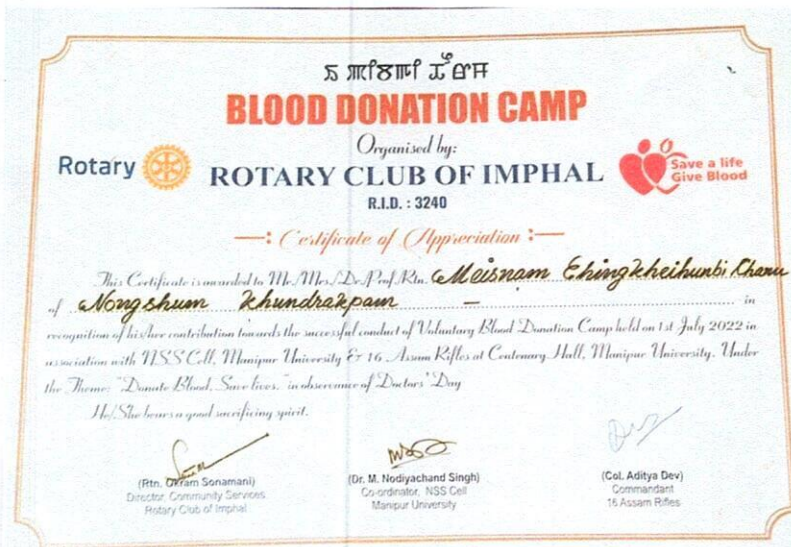 BLOOD DONATION CAMP
Organised by:
Rotary
ROTARY CLUB OF IMPHAL
Save a life
Give Blood
R.I.D. : 3240
Certificate of Appreciation
This Certificate is awarded to Mr./Mrs./Dr./Prof./Rtn. Meisnam Chingkheihunbi Chanu
of Nongshum Khundrakpam — in
recognition of his/her contribution towards the successful conduct of Voluntary Blood Donation Camp held on 1st July 2022 in
association with NSS Cell, Manipur University & 16 Assam Rifles at Centenary Hall, Manipur University. Under
the Theme: "Donate Blood, Save lives," in observance of Doctors' Day
He/She bears a good sacrificing spirit.
(Rtn. Okram Sonamani)
Director, Community Services
Rotary Club of Imphal
(Dr. M. Nodiyachand Singh)
Co-ordinator, NSS Cell
Manipur University
(Col. Aditya Dev)
Commandant
16 Assam Rifles